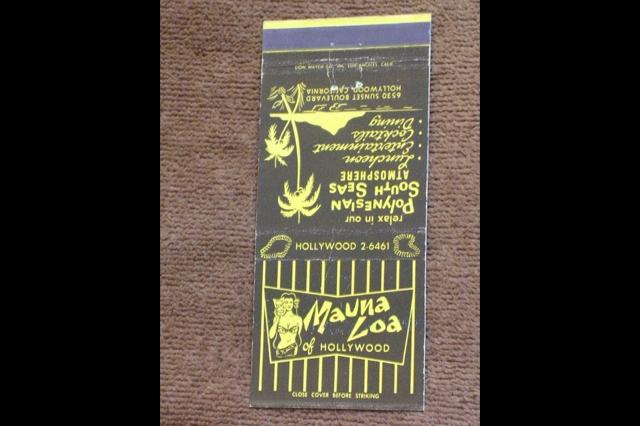 DON MATCH CO., INC. LOS ANGELES, CALIF.
relax in our
POLYNESIAN
SOUTH SEAS
ATMOSPHERE
• Luncheon
• Entertainment
• Cocktails
• Dining
6530 SUNSET BOULEVARD
HOLLYWOOD, CALIFORNIA
HOLLYWOOD 2-6461
Mauna
Loa
of HOLLYWOOD
CLOSE COVER BEFORE STRIKING